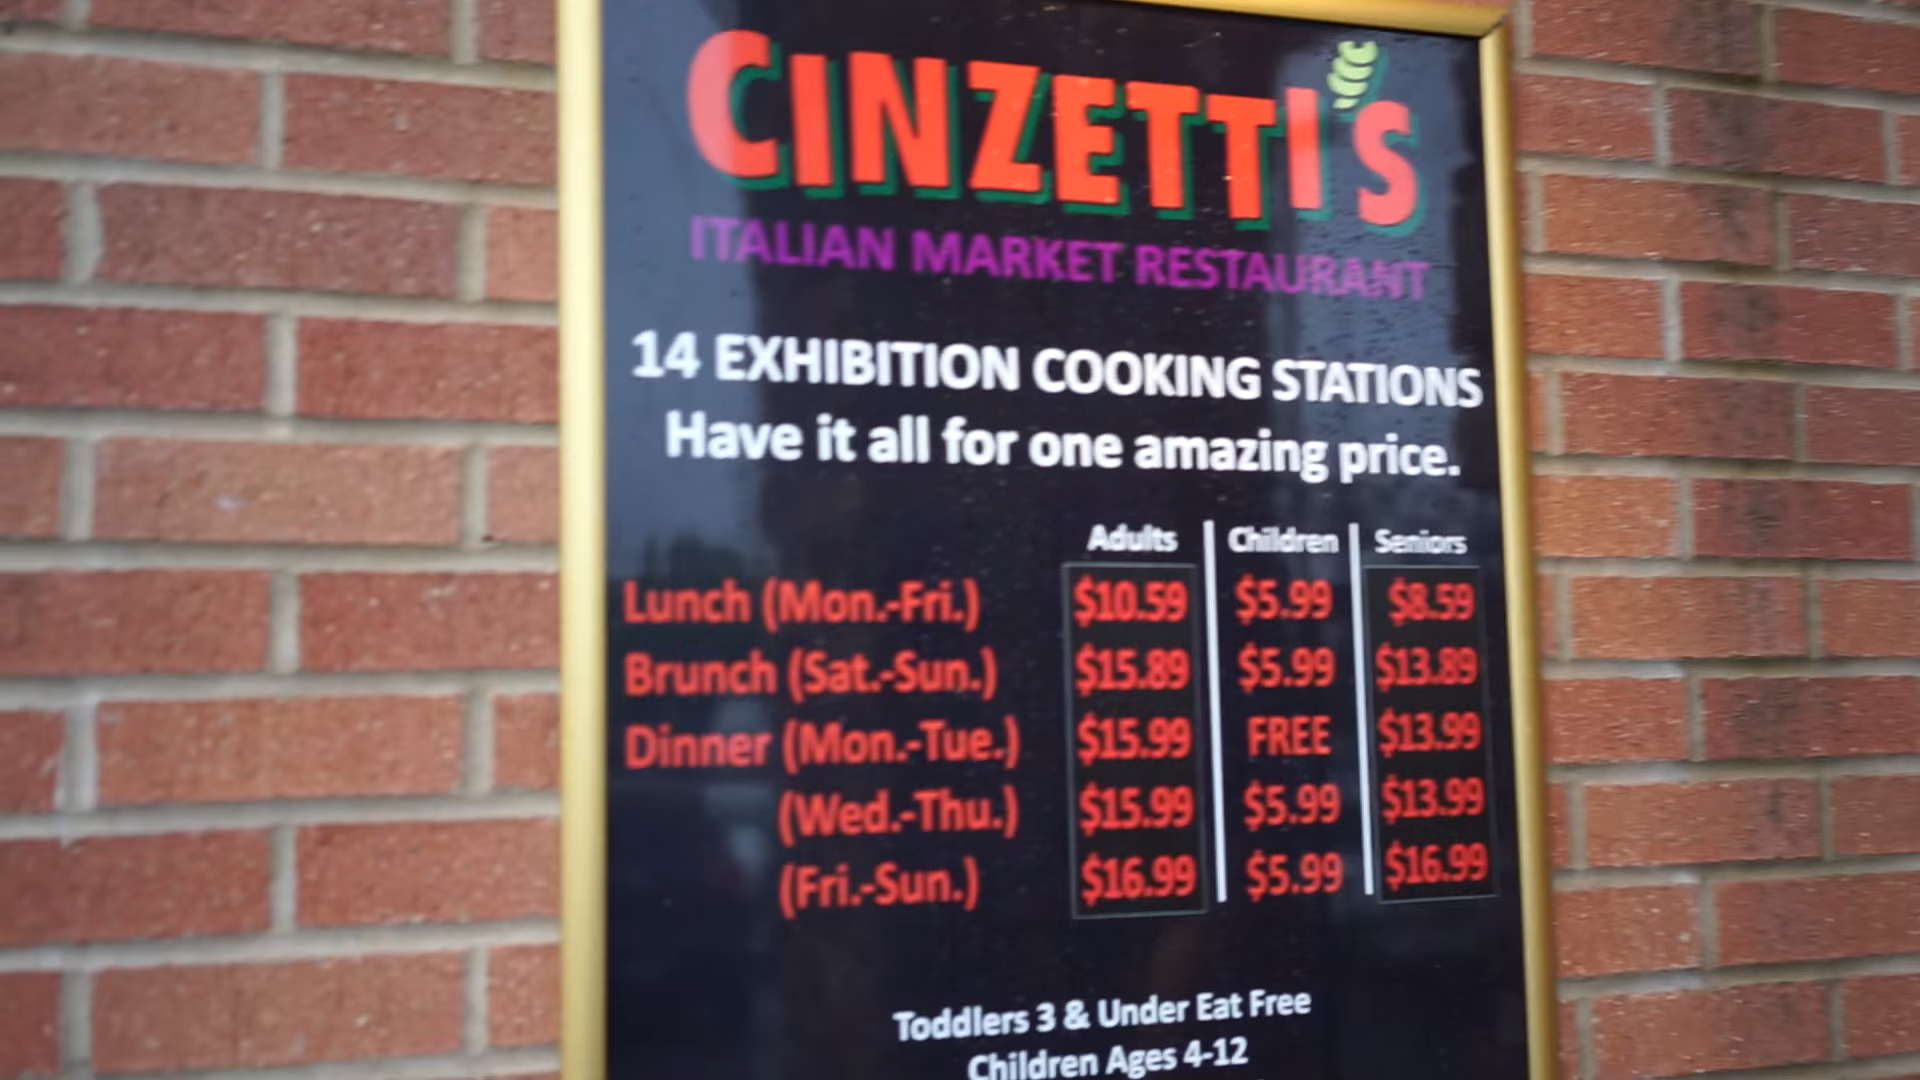 CINZETTI'S
ITALIAN MARKET RESTAURANT
14 EXHIBITION COOKING STATIONS
Have it all for one amazing price.
Adults Children Seniors
Lunch (Mon.-Fri.) $10.59 $5.99 $8.59
Brunch (Sat.-Sun.) $15.89 $5.99 $13.89
Dinner (Mon.-Tue.) $15.99 FREE $13.99
(Wed.-Thu.) $15.99 $5.99 $13.99
(Fri.-Sun.) $16.99 $5.99 $16.99
Toddlers 3 & Under Eat Free
Children Ages 4-12